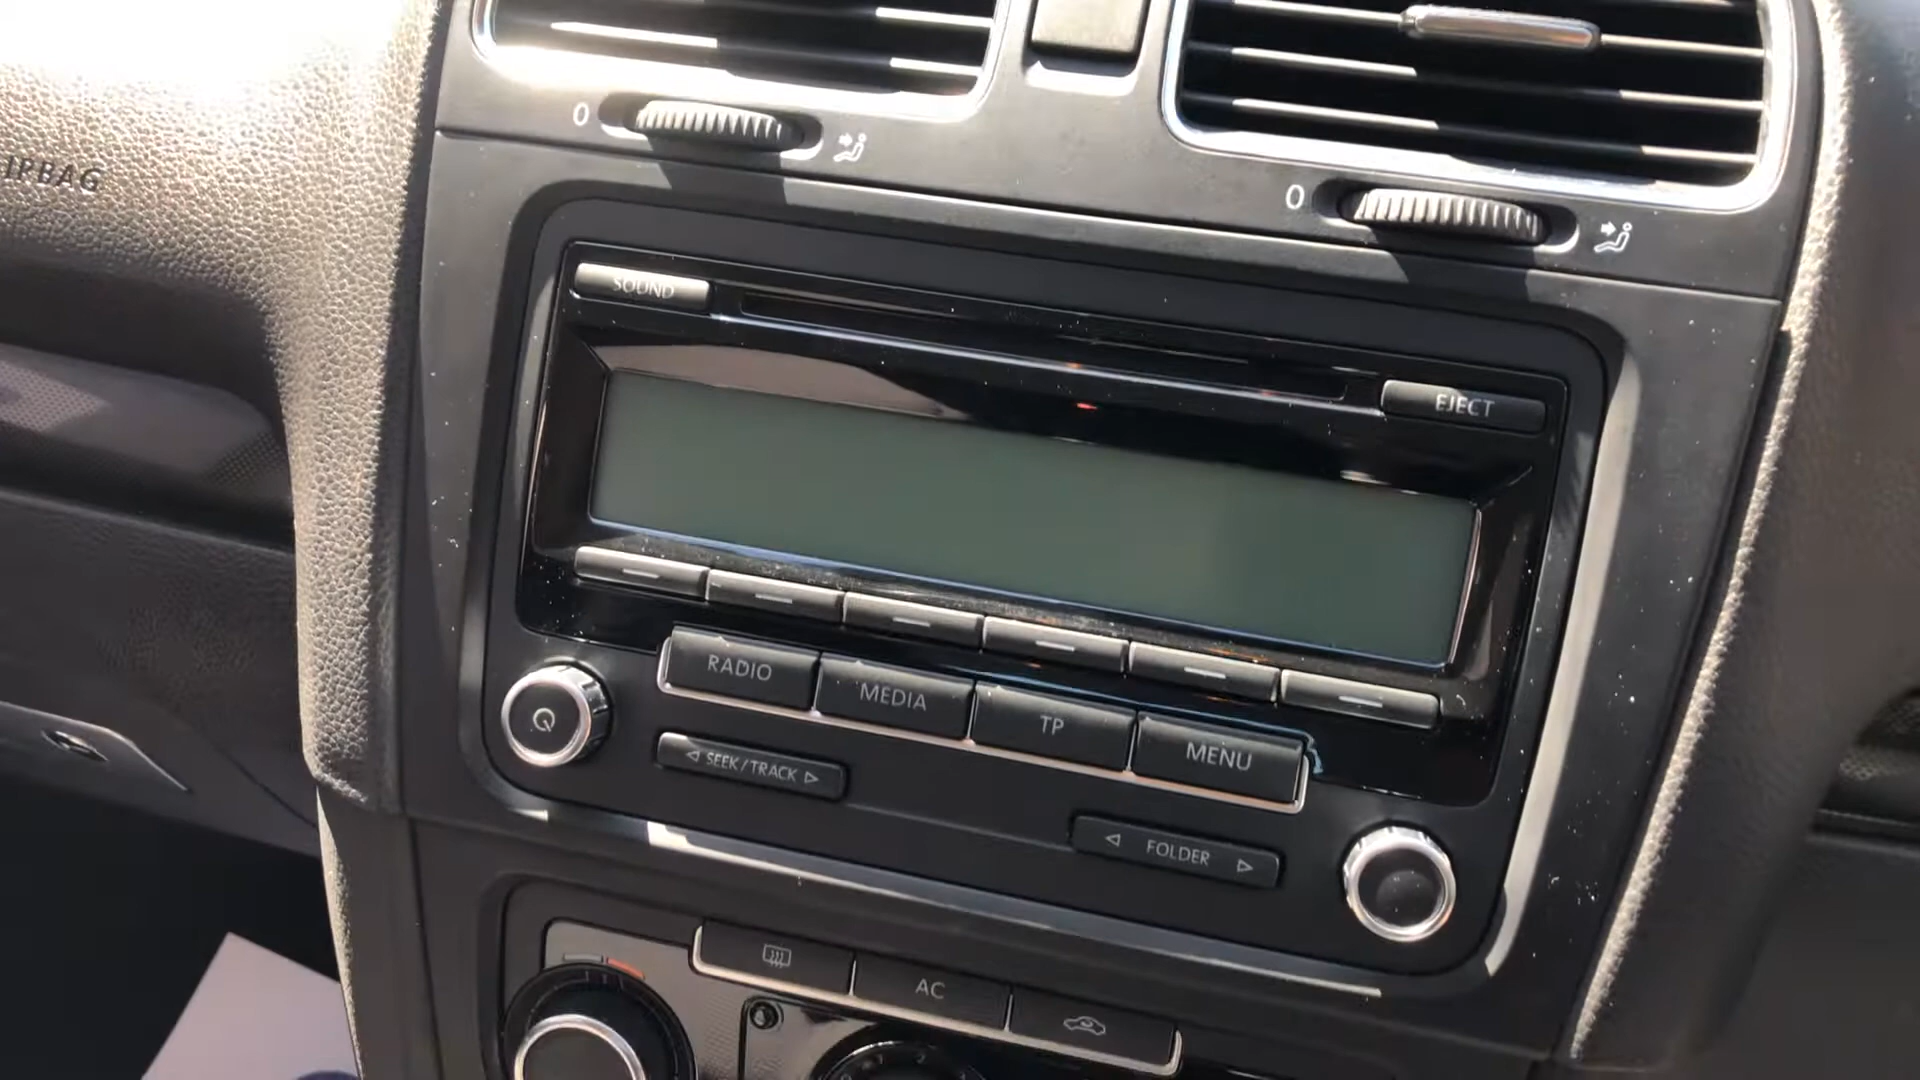 0
IRBAG
0
SOUND
EJECT
RADIO
MEDIA
TP
MENU
SEEK/TRACK
FOLDER
AC